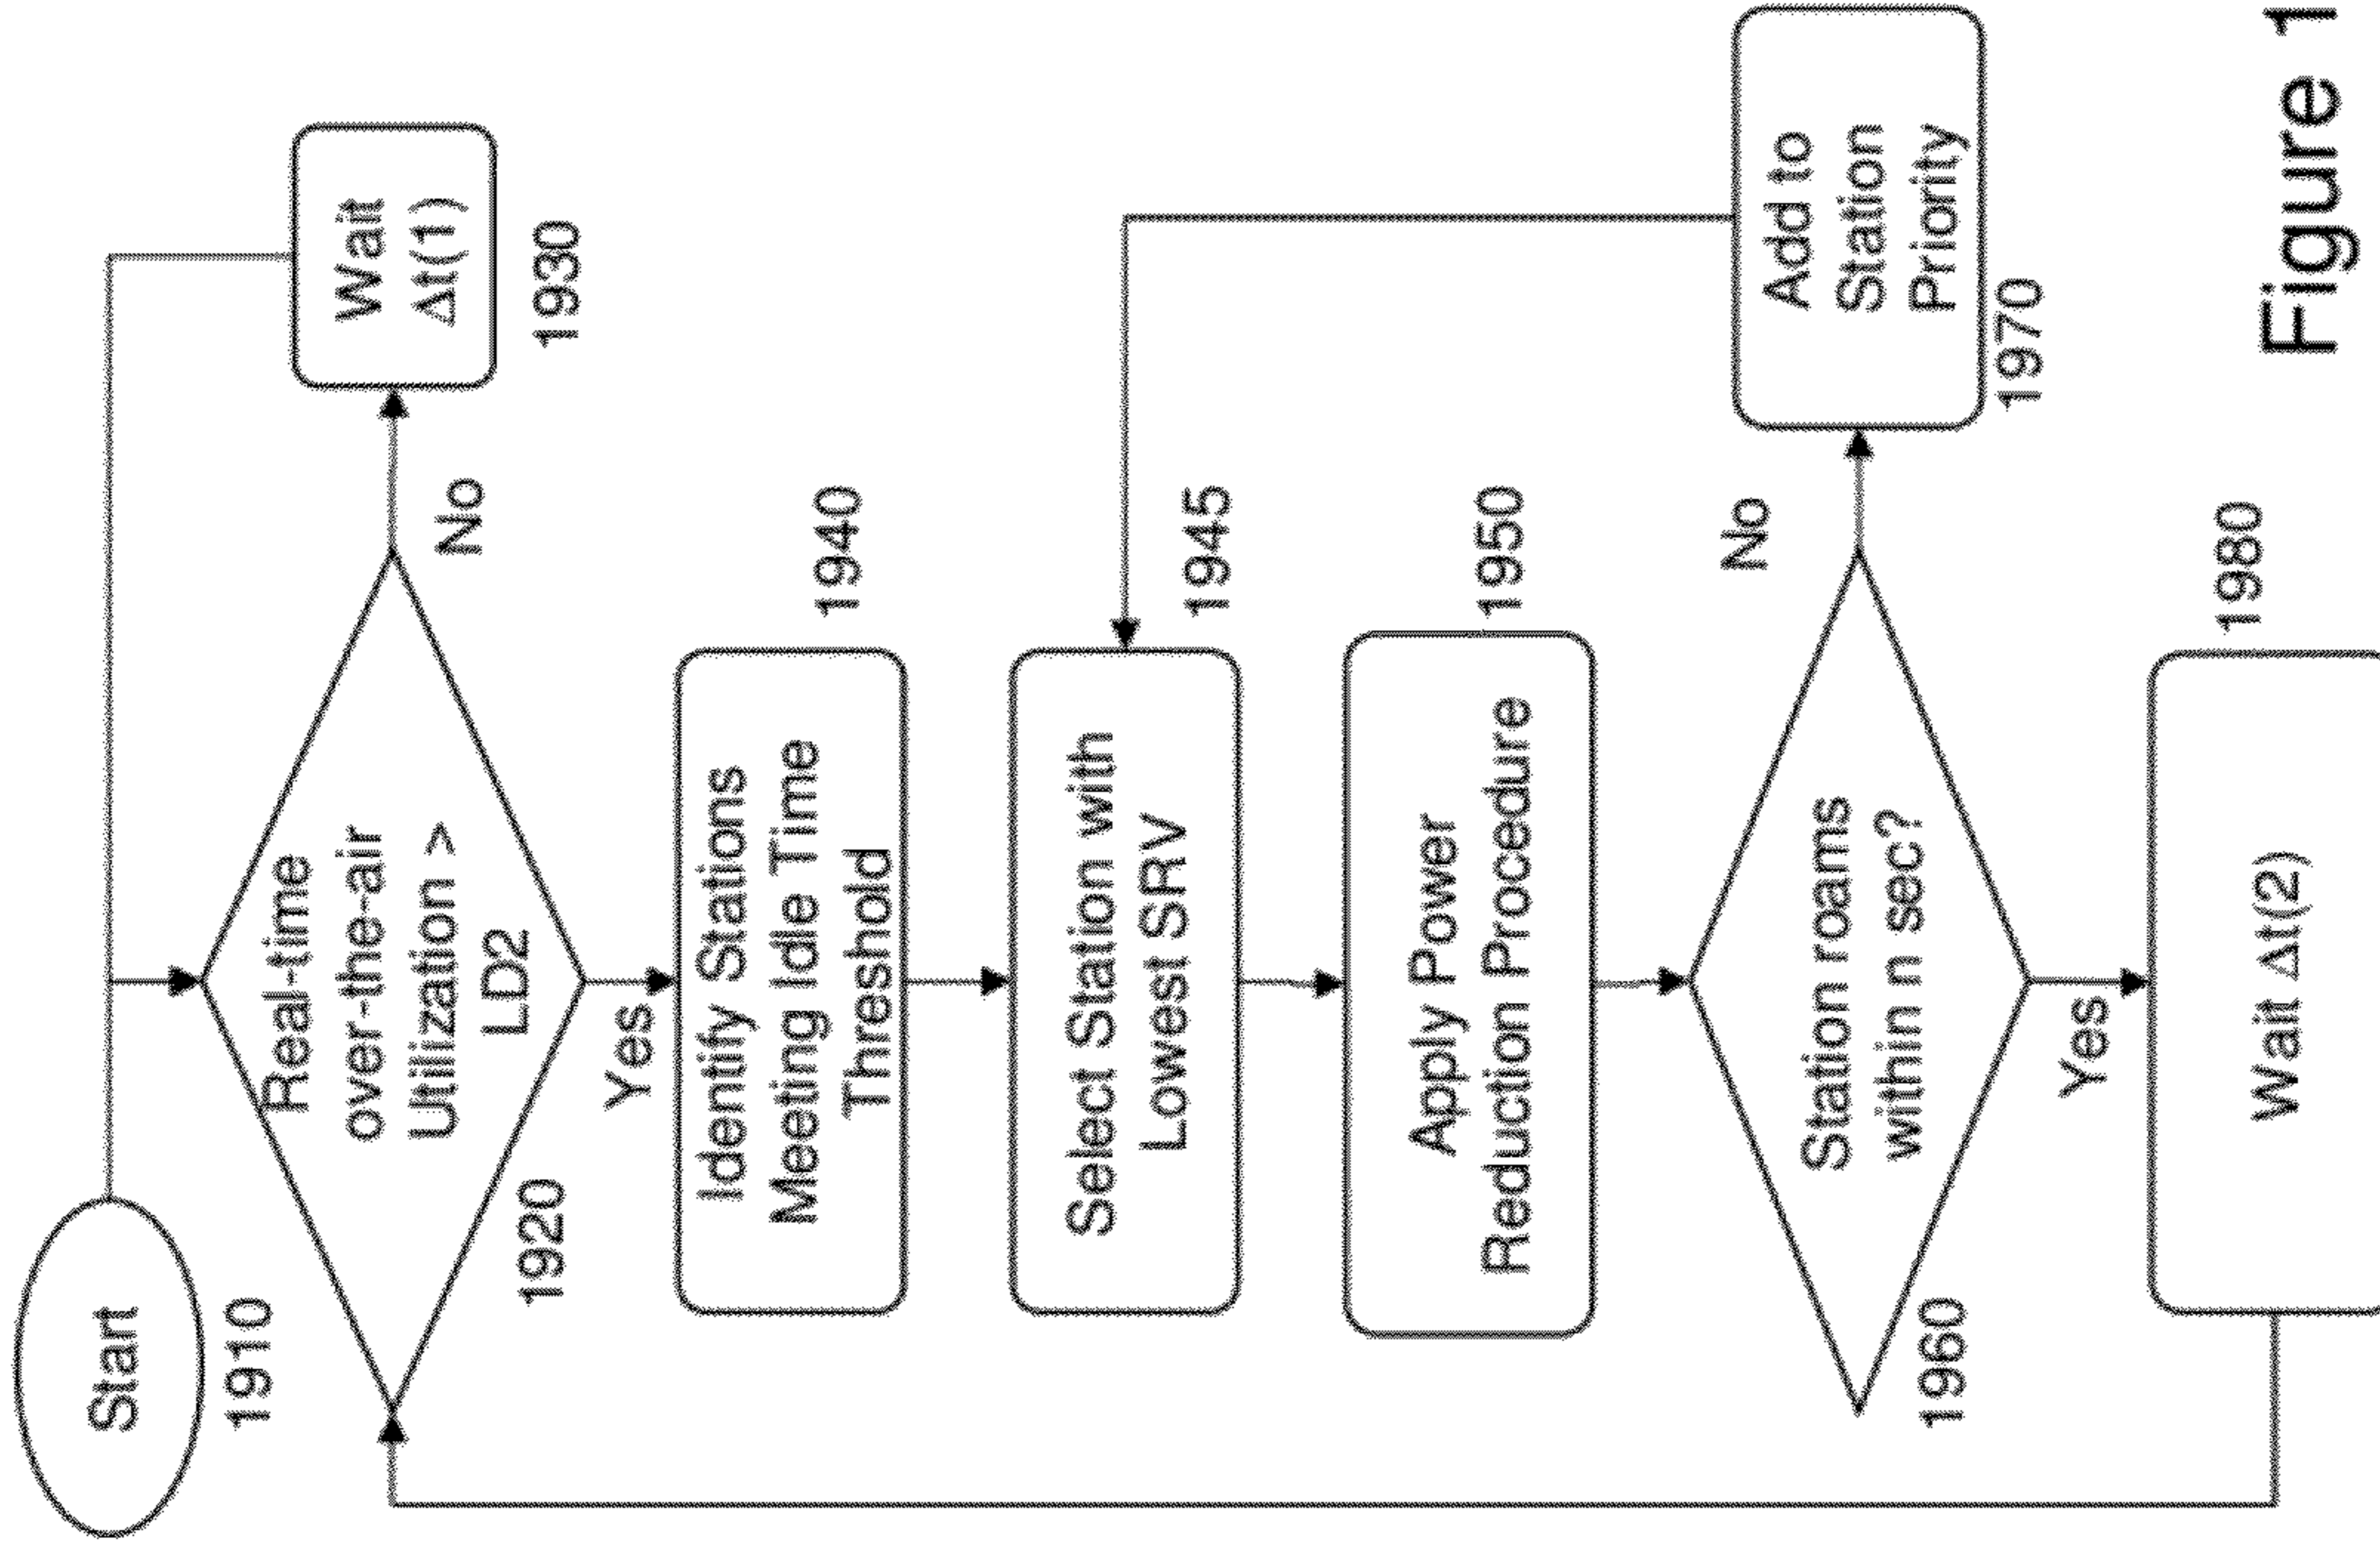 Start
1910
Real-time
over-the-air
Utilization >
LD2
1920
No
Wait
Δt(1)
1930
Yes
Identify Stations
Meeting Idle Time
Threshold
1940
Select Station with
Lowest SRV
1945
Apply Power
Reduction Procedure
1950
Station roams
within n sec?
1960
No
Add to
Station
Priority
1970
Yes
Wait Δt(2)
1980
Figure 1